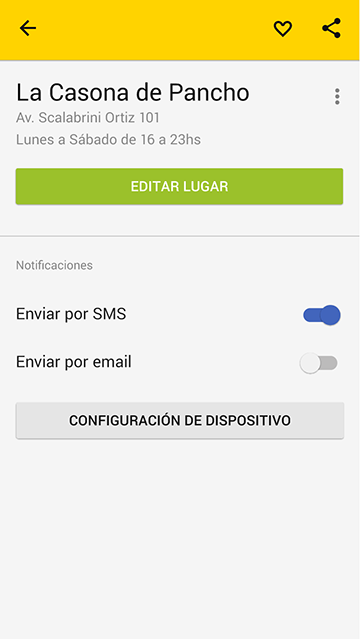 La Casona de Pancho
Av. Scalabrini Ortiz 101
Lunes a Sábado de 16 a 23hs
EDITAR LUGAR
Notificaciones
Enviar por SMS
Enviar por email
CONFIGURACIÓN DE DISPOSITIVO